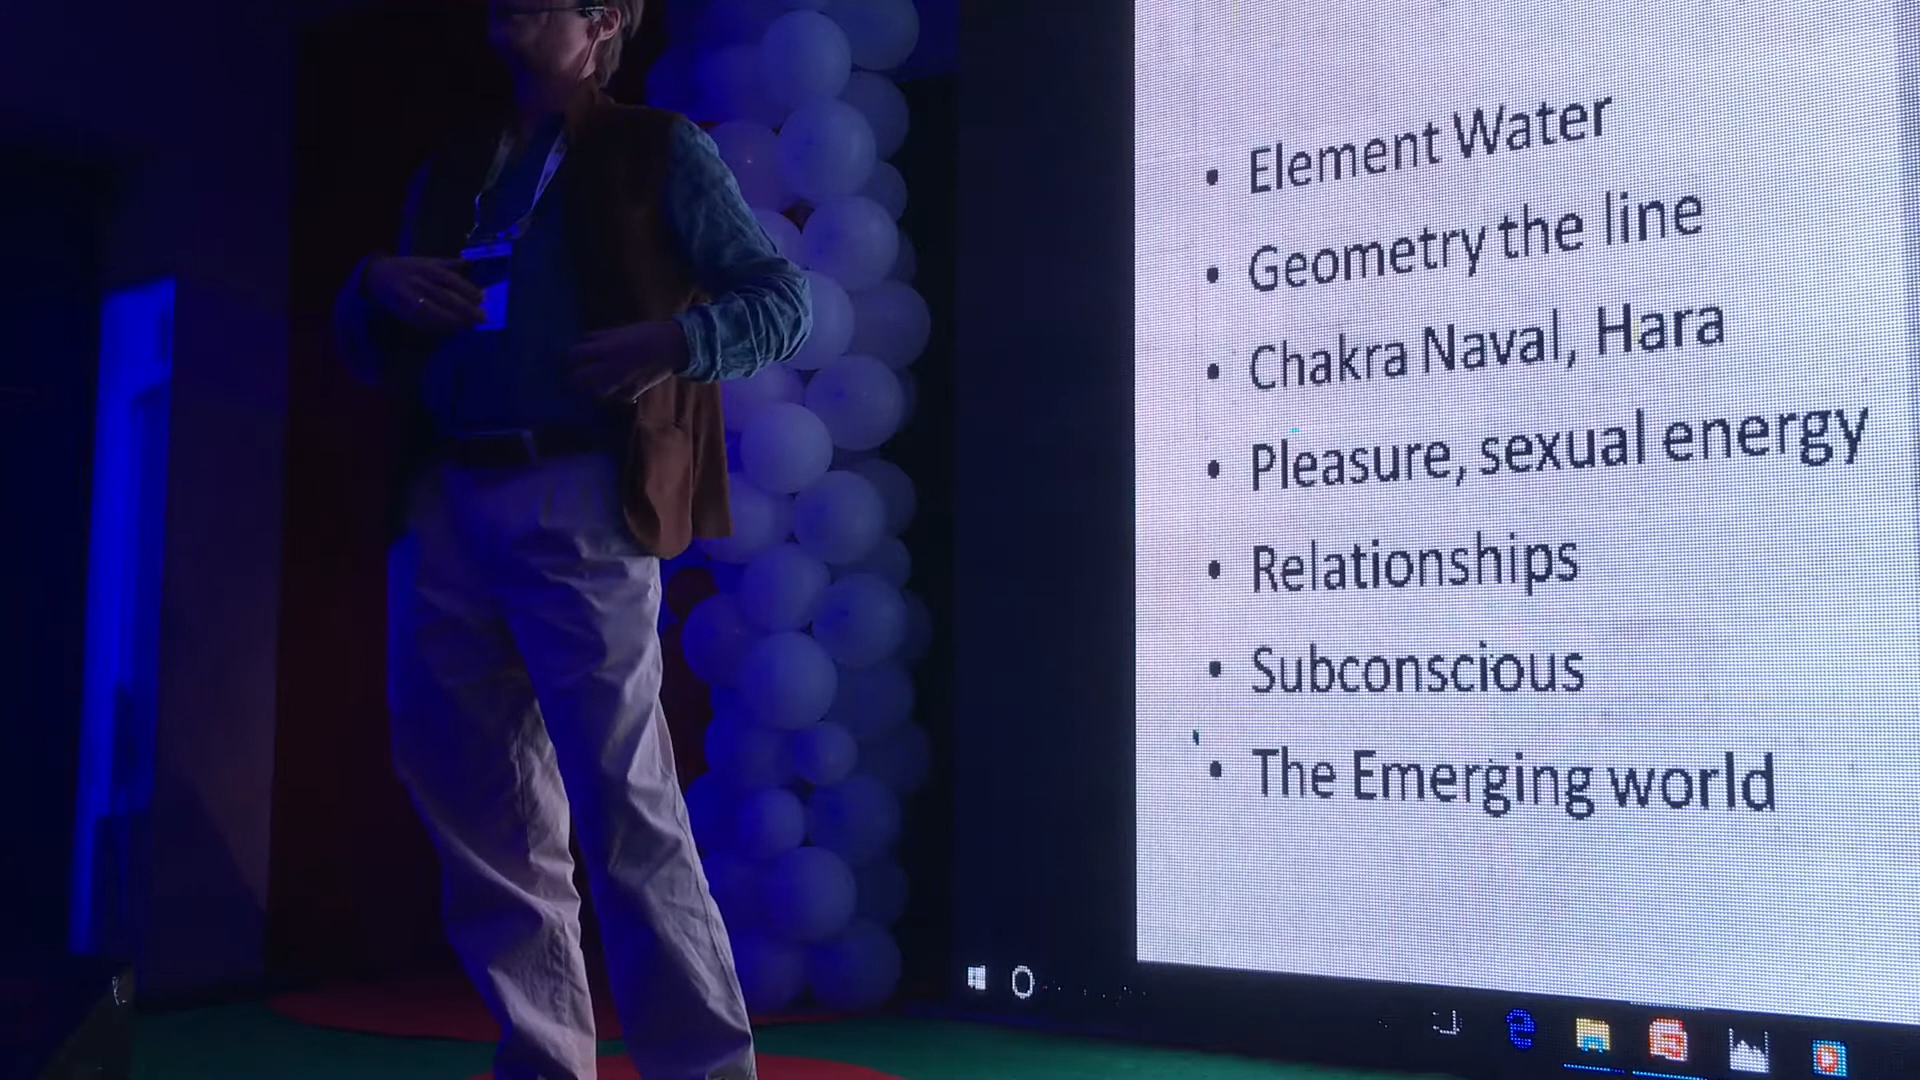 • Element Water
• Geometry the line
• Chakra Naval, Hara
• Pleasure, sexual energy
• Relationships
• Subconscious
• The Emerging world